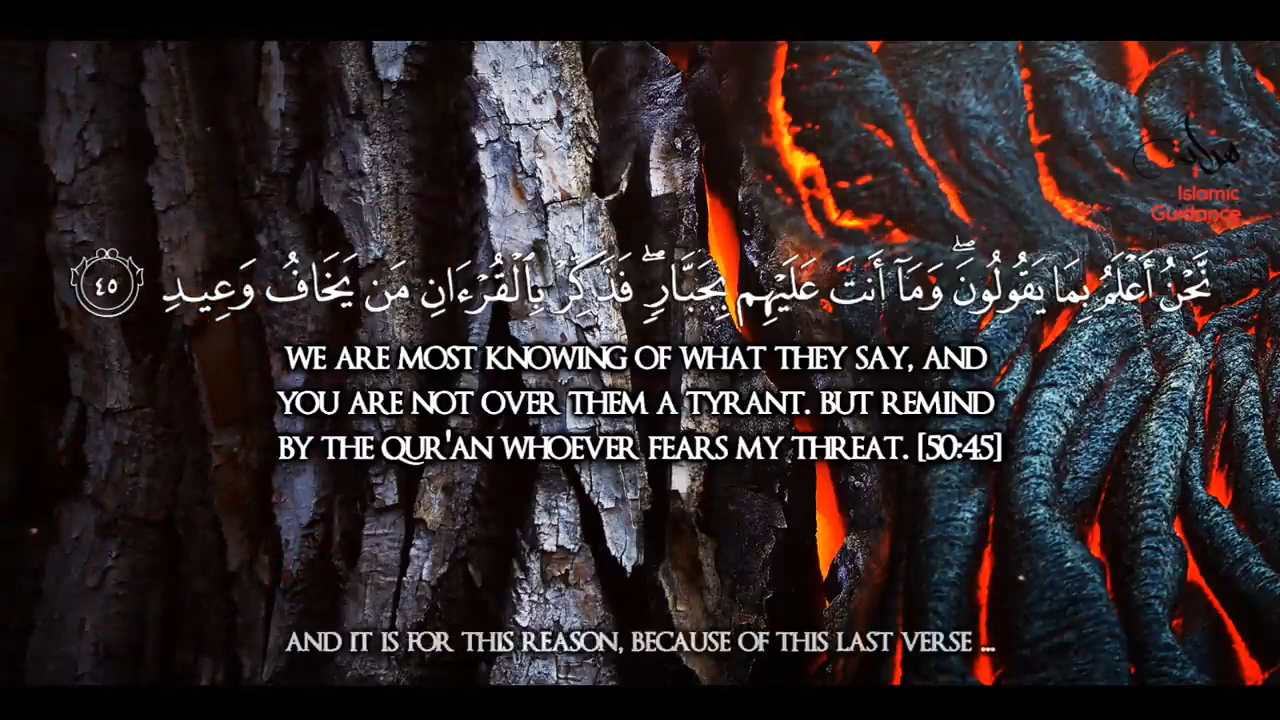 هداية
Islamic
Guidance
نَّحْنُ أَعْلَمُ بِمَا يَقُولُونَ ۖ وَمَآ أَنتَ عَلَيْهِم بِجَبَّارٍ ۖ فَذَكِّرْ بِٱلْقُرْءَانِ مَن يَخَافُ وَعِيدِ ٤٥
WE ARE MOST KNOWING OF WHAT THEY SAY, AND
YOU ARE NOT OVER THEM A TYRANT. BUT REMIND
BY THE QUR'AN WHOEVER FEARS MY THREAT. [50:45]
AND IT IS FOR THIS REASON, BECAUSE OF THIS LAST VERSE ...